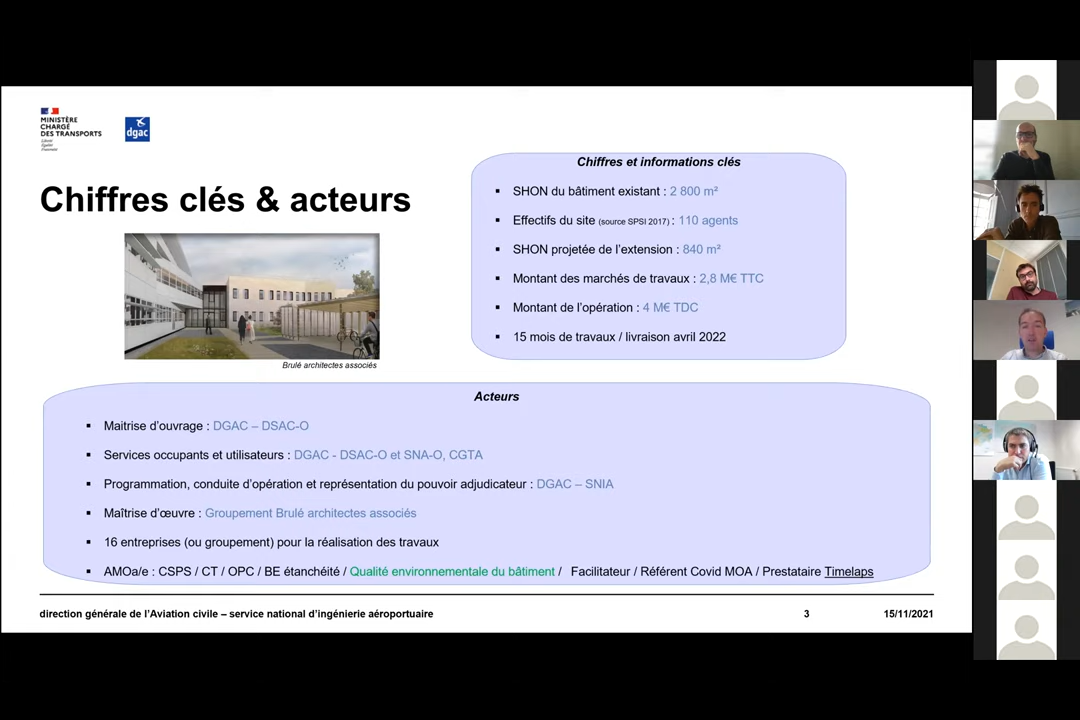 MINISTÈRE
CHARGÉ
DES TRANSPORTS
Liberté
Égalité
Fraternité
dgac
Chiffres clés & acteurs
Brulé architectes associés
Chiffres et informations clés
▪ SHON du bâtiment existant : 2 800 m²
▪ Effectifs du site (source SPSI 2017) : 110 agents
▪ SHON projetée de l’extension : 840 m²
▪ Montant des marchés de travaux : 2,8 M€ TTC
▪ Montant de l’opération : 4 M€ TDC
▪ 15 mois de travaux / livraison avril 2022
Acteurs
▪ Maitrise d’ouvrage : DGAC – DSAC-O
▪ Services occupants et utilisateurs : DGAC - DSAC-O et SNA-O, CGTA
▪ Programmation, conduite d’opération et représentation du pouvoir adjudicateur : DGAC – SNIA
▪ Maîtrise d’œuvre : Groupement Brulé architectes associés
▪ 16 entreprises (ou groupement) pour la réalisation des travaux
▪ AMOa/e : CSPS / CT / OPC / BE étanchéité / Qualité environnementale du bâtiment / Facilitateur / Référent Covid MOA / Prestataire Timelaps
direction générale de l’Aviation civile – service national d’ingénierie aéroportuaire
3
15/11/2021